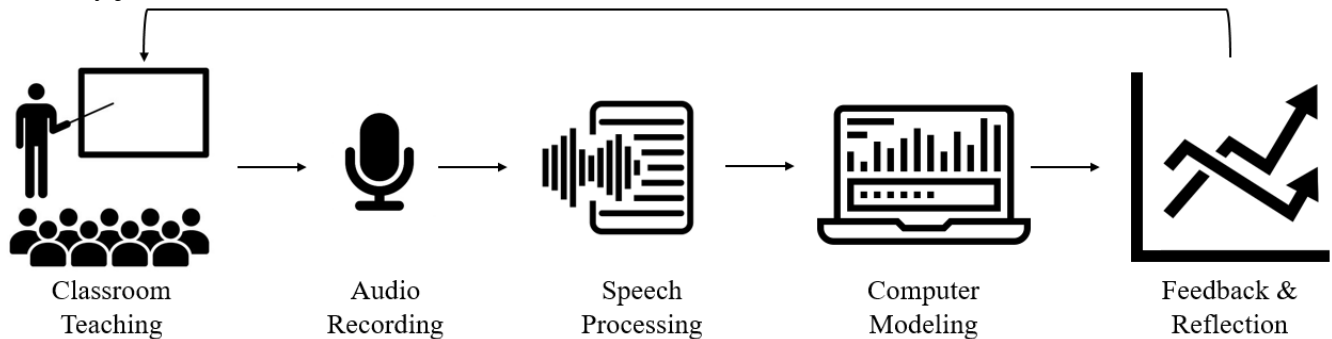 Classroom
Teaching
Audio
Recording
Speech
Processing
Computer
Modeling
Feedback &
Reflection